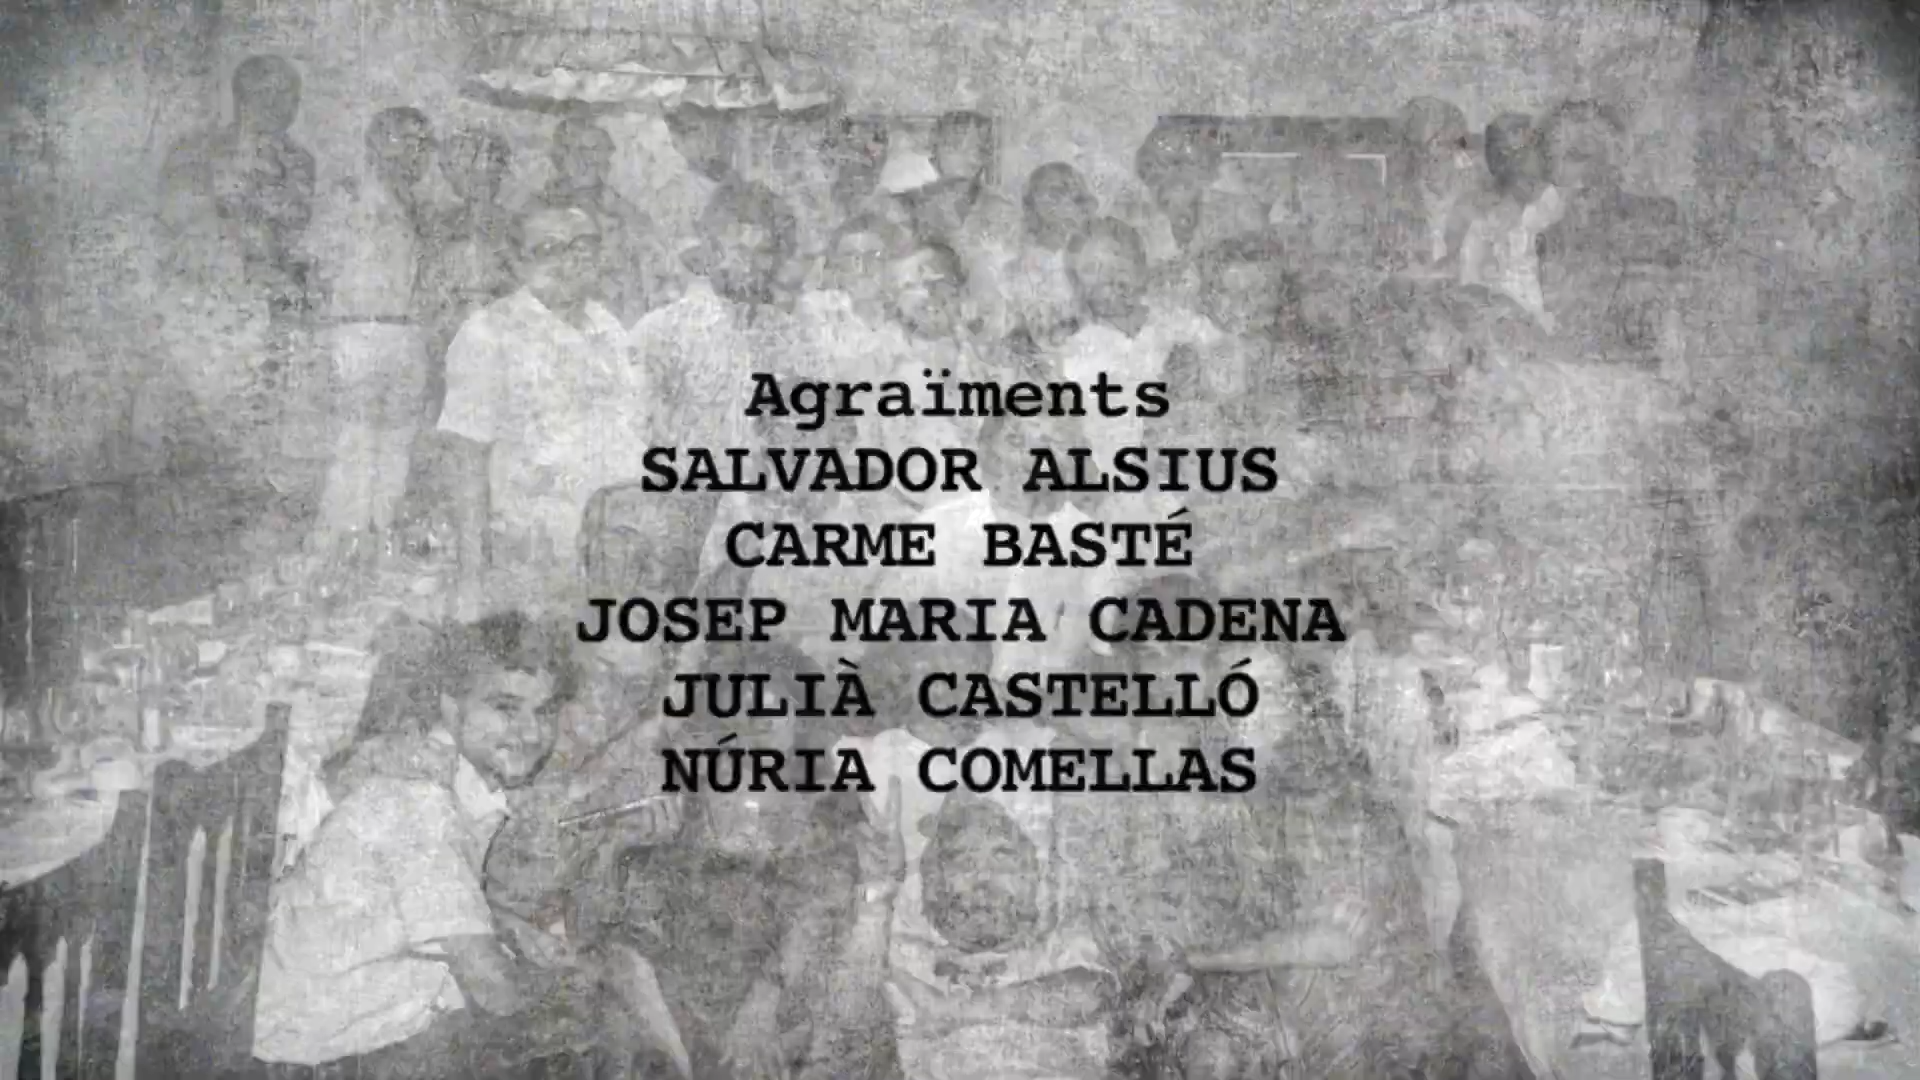 Agraïments
SALVADOR ALSIUS
CARME BASTÉ
JOSEP MARIA CADENA
JULIÀ CASTELLÓ
NÚRIA COMELLAS